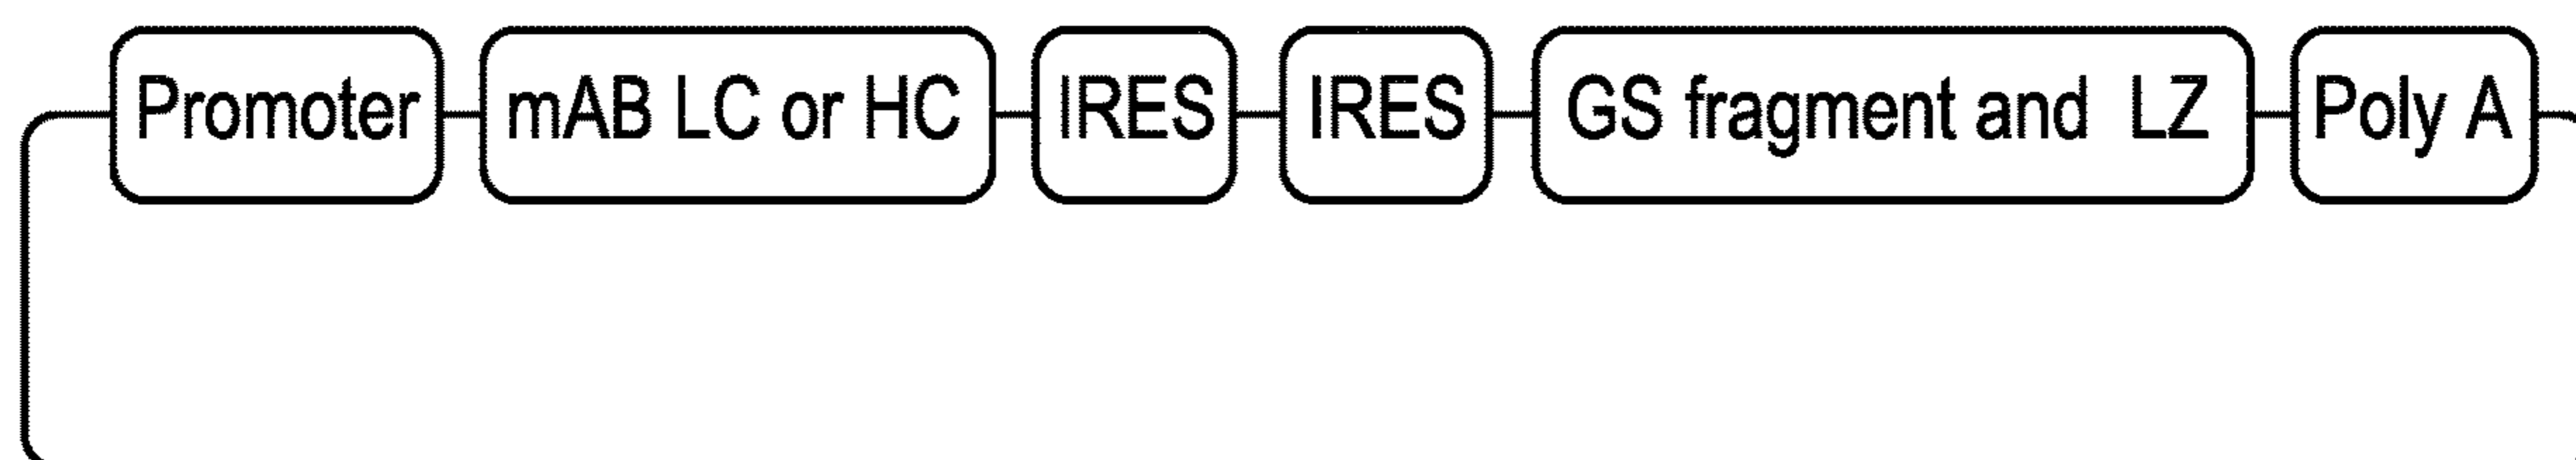 Promoter mAB LC or HC IRES IRES GS fragment and LZ Poly A